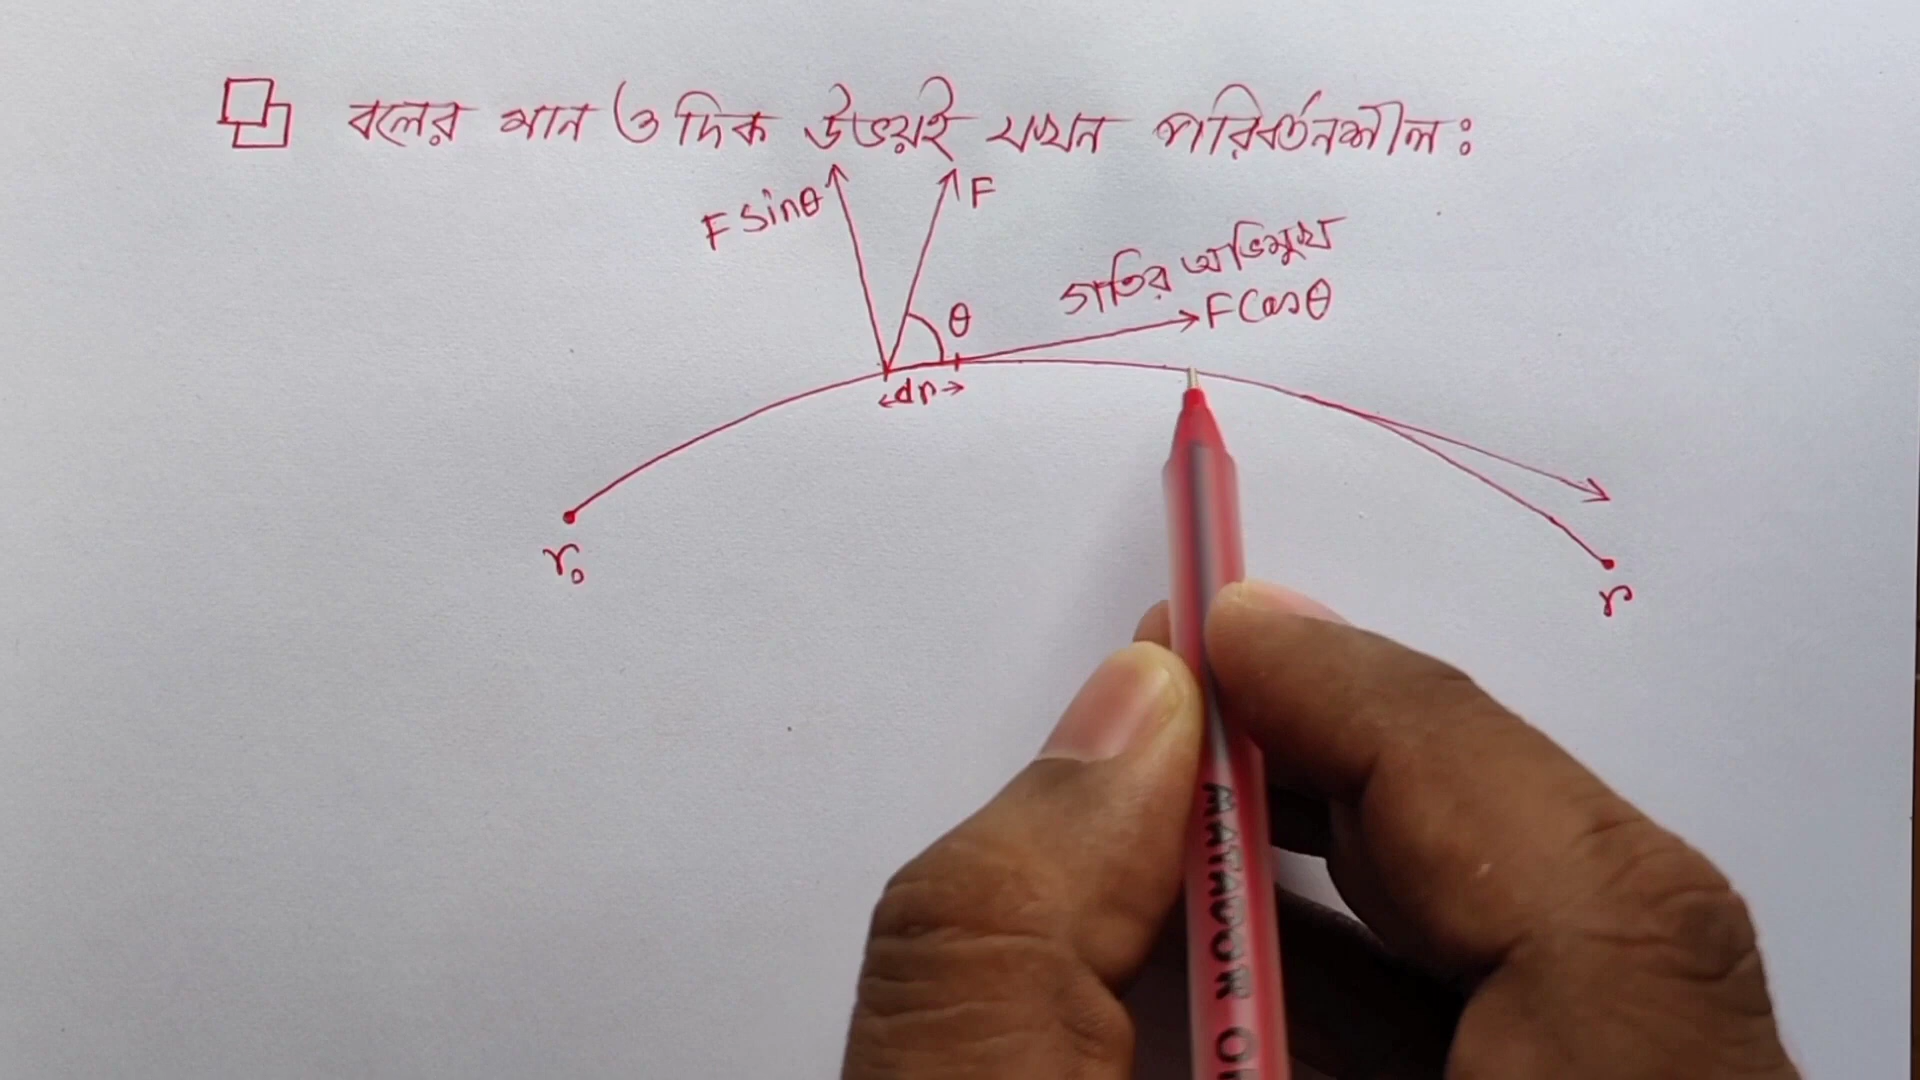 বলের মান ও দিক উভয়ই যখন পরিবর্তনশীল:
F sinθ
F
গতির অভিমুখ
θ
F Cosθ
dr
r₀
r
MATADOR